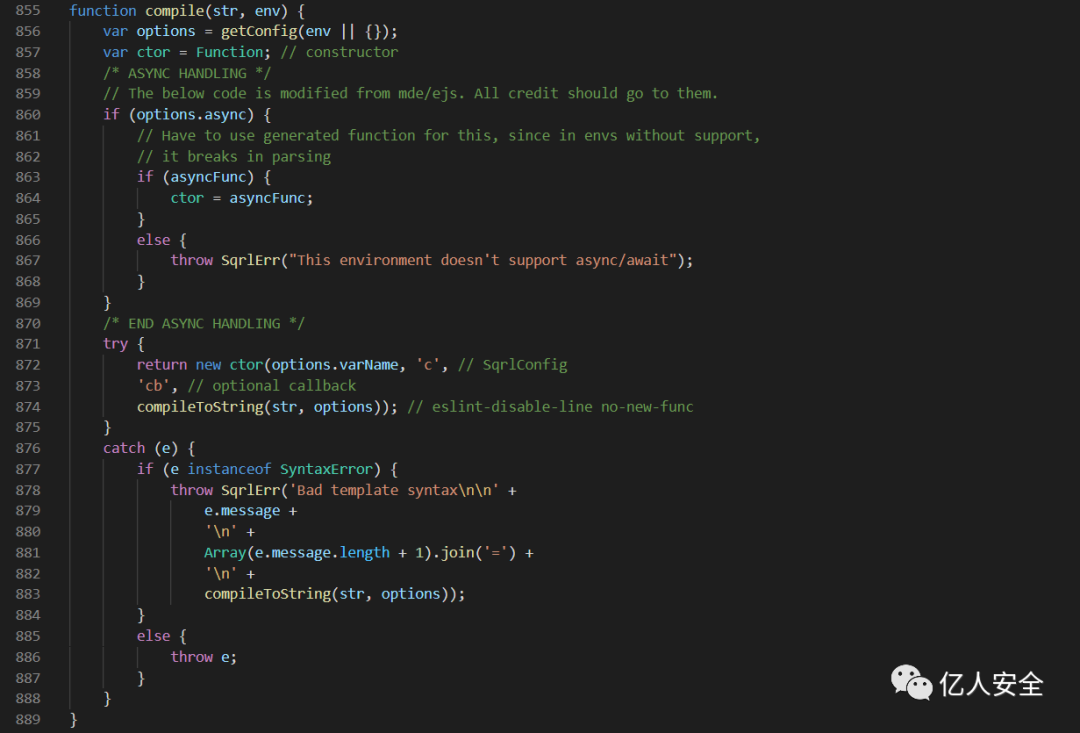 855 function compile(str, env) {
856     var options = getConfig(env || {});
857     var ctor = Function; // constructor
858     /* ASYNC HANDLING */
859     // The below code is modified from mde/ejs. All credit should go to them.
860     if (options.async) {
861         // Have to use generated function for this, since in envs without support,
862         // it breaks in parsing
863         if (asyncFunc) {
864             ctor = asyncFunc;
865         }
866         else {
867             throw SqrlErr("This environment doesn't support async/await");
868         }
869     }
870     /* END ASYNC HANDLING */
871     try {
872         return new ctor(options.varName, 'c', // SqrlConfig
873         'cb', // optional callback
874         compileToString(str, options)); // eslint-disable-line no-new-func
875     }
876     catch (e) {
877         if (e instanceof SyntaxError) {
878             throw SqrlErr('Bad template syntax\n\n' +
879                 e.message +
880                 '\n' +
881                 Array(e.message.length + 1).join('=') +
882                 '\n' +
883                 compileToString(str, options));
884         }
885         else {
886             throw e;
887         }
888     }
889 }
亿人安全